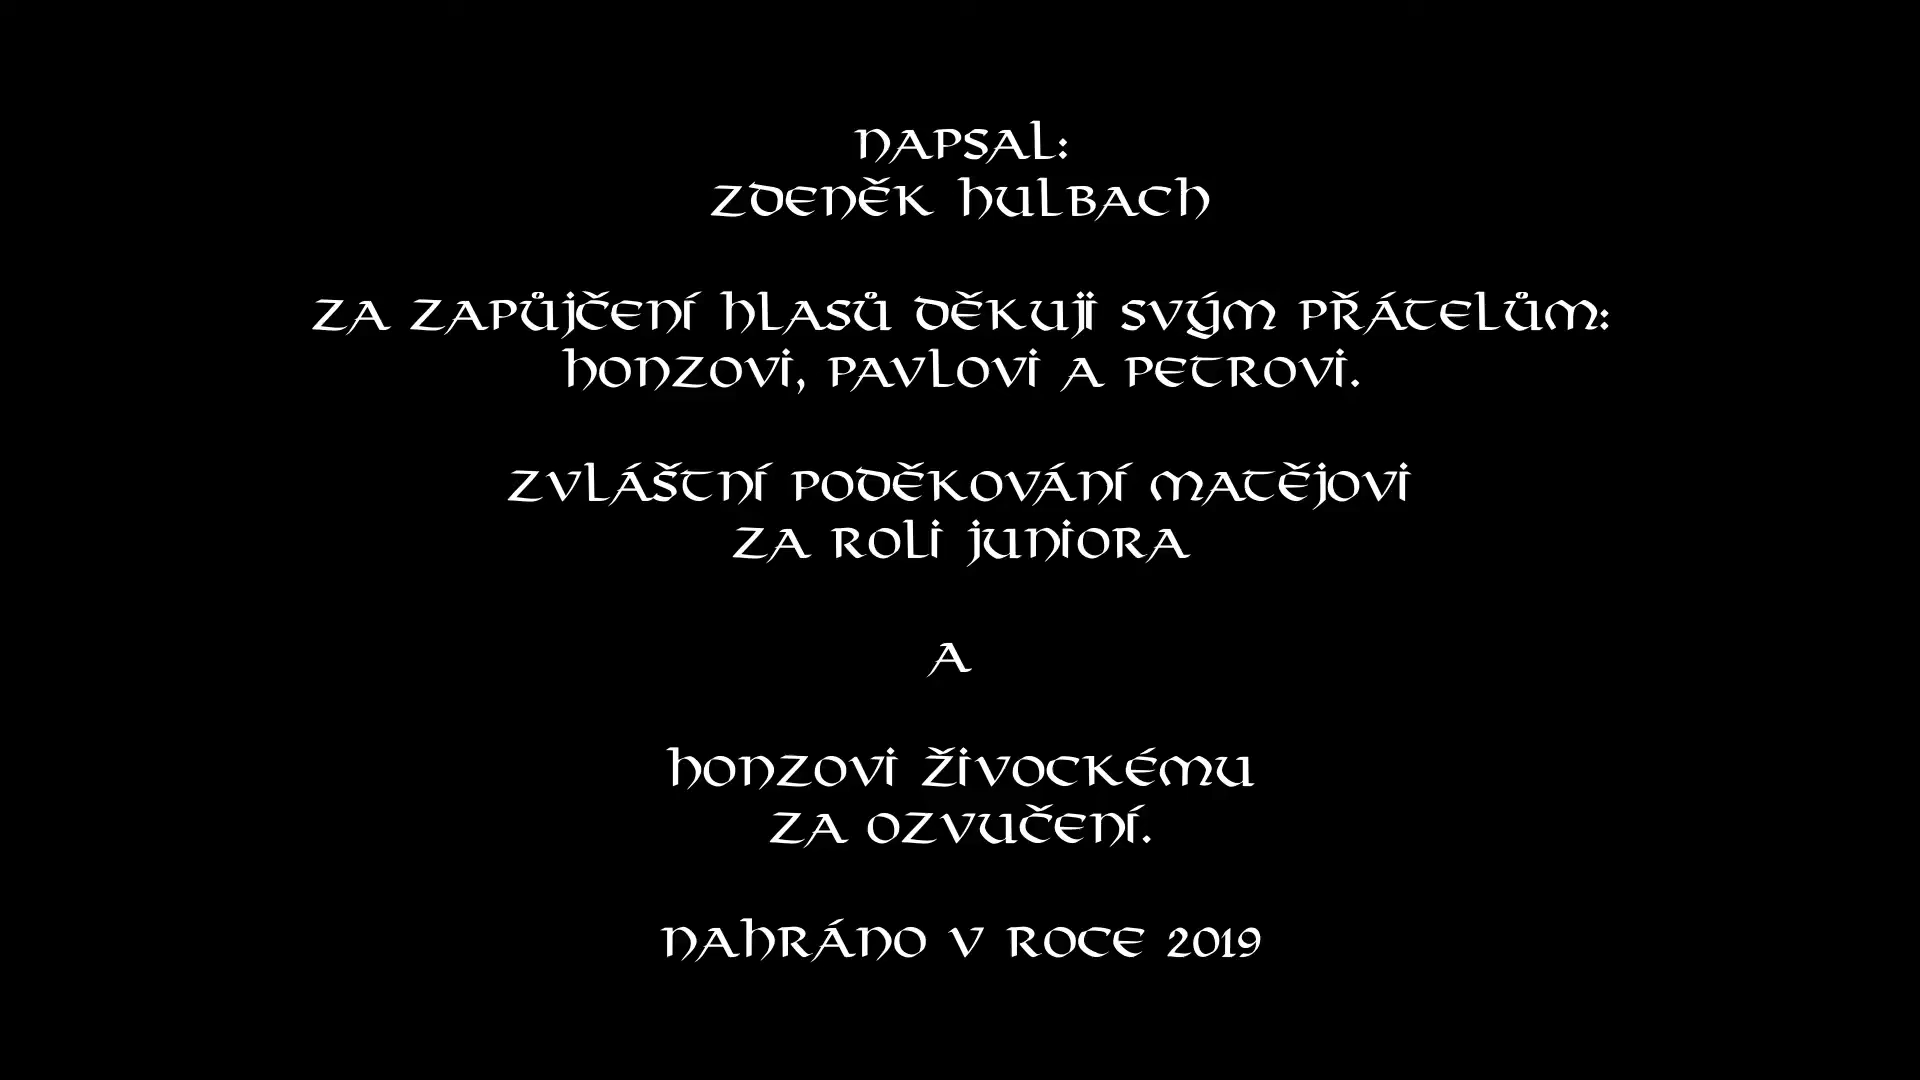 NAPSAL:
ZDENĚK HULBACH
ZA ZAPŮJČENÍ HLASŮ DĚKUJI SVÝM PŘÁTELŮM:
HONZOVI, PAVLOVI A PETROVI.
ZVLÁŠTNÍ PODĚKOVÁNÍ MATĚJOVI
ZA ROLI JUNIORA
A
HONZOVI ŽIVOCKÉMU
ZA OZVUČENÍ.
NAHRÁNO V ROCE 2019